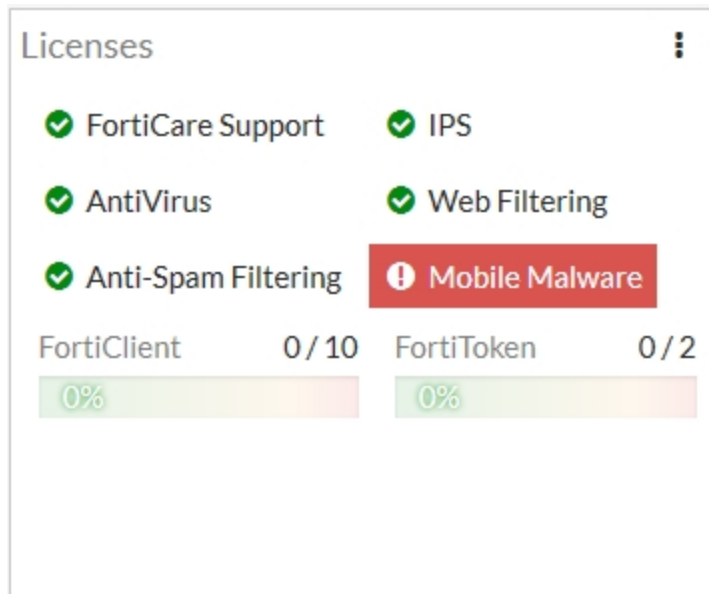 Licenses
FortiCare Support IPS
AntiVirus Web Filtering
Anti-Spam Filtering Mobile Malware
FortiClient 0 / 10 FortiToken 0 / 2
0% 0%